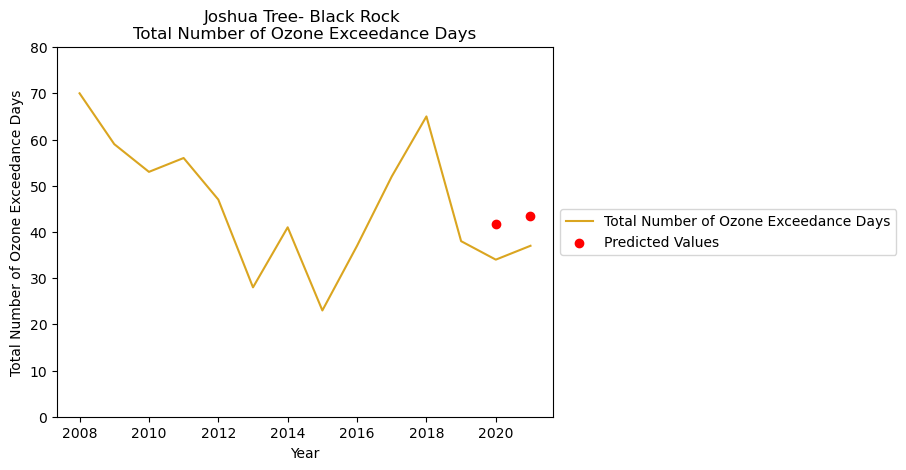 Joshua Tree- Black Rock
Total Number of Ozone Exceedance Days
Total Number of Ozone Exceedance Days
80
70
60
50
40
30
20
10
0
2008 2010 2012 2014 2016 2018 2020
Year
Total Number of Ozone Exceedance Days
Predicted Values